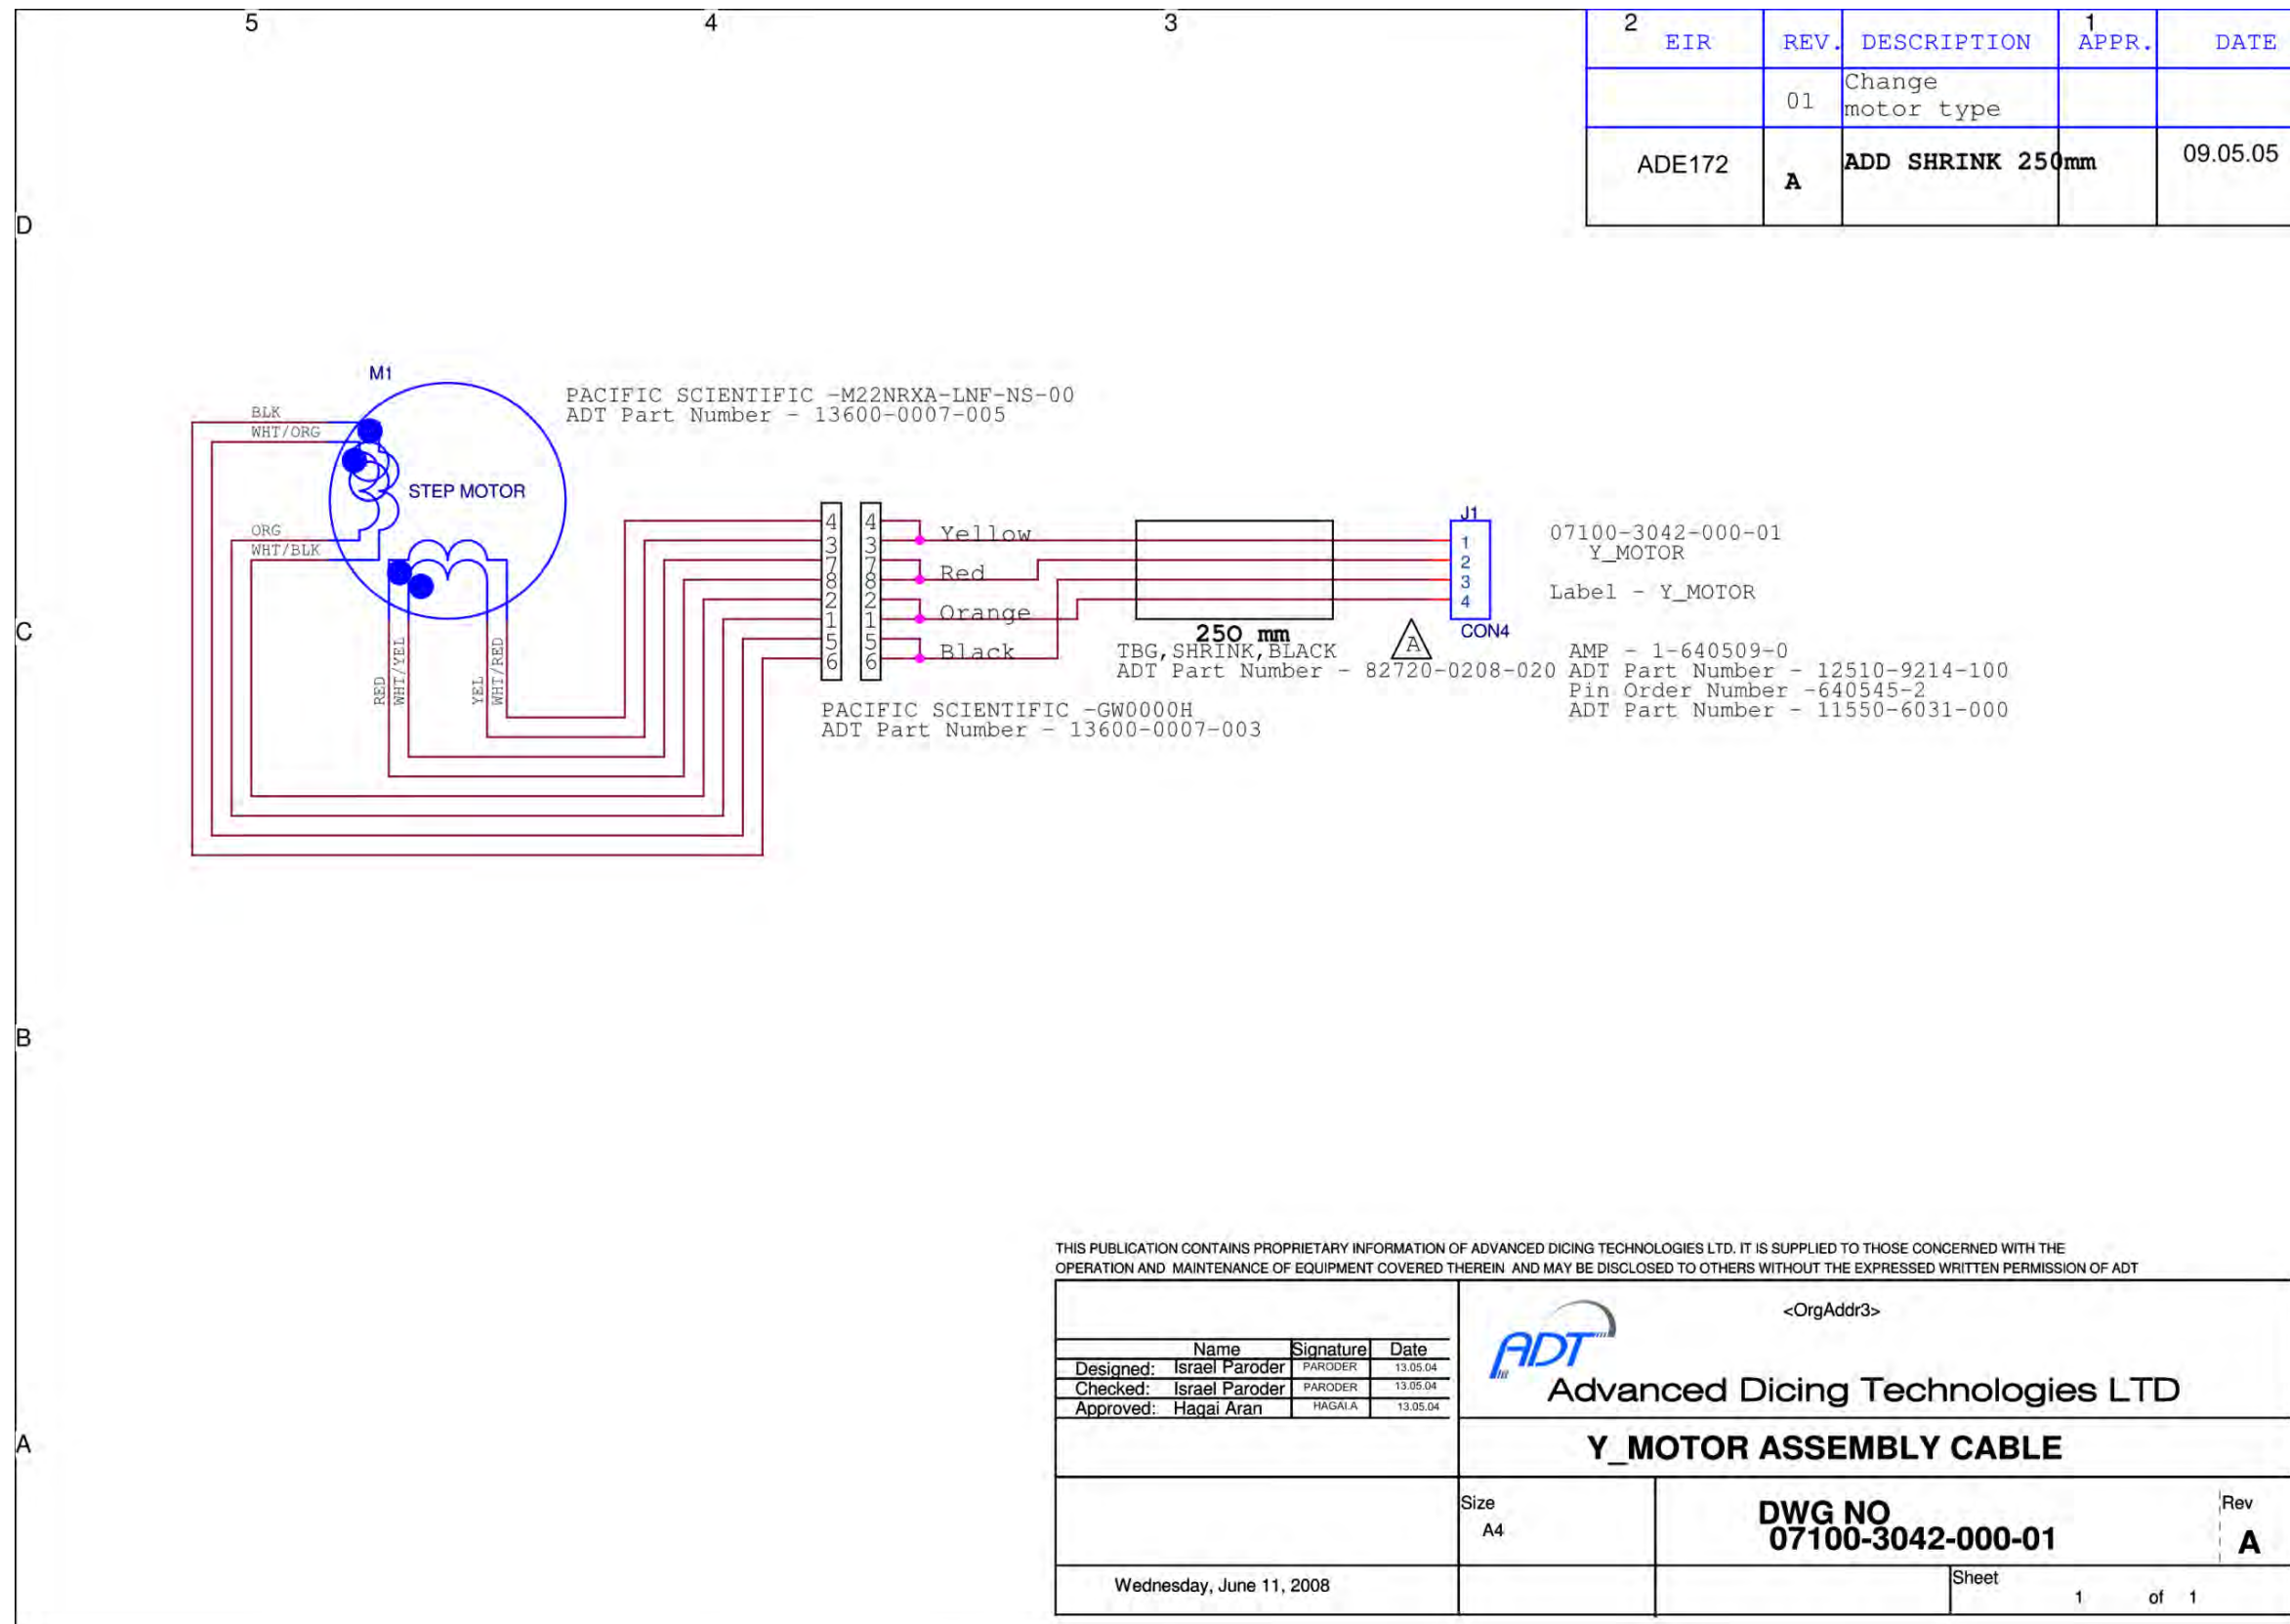 5 4 3 2 1
EIR REV. DESCRIPTION APPR. DATE
01 Change
motor type
ADE172 A ADD SHRINK 250mm 09.05.05
D
C
B
A
M1
PACIFIC SCIENTIFIC -M22NRXA-LNF-NS-00
ADT Part Number - 13600-0007-005
BLK
WHT/ORG
STEP MOTOR
ORG
WHT/BLK
RED
WHT/YEL
YEL
WHT/RED
4 4
3 3
7 7
8 8
2 2
1 1
5 5
6 6
Yellow
Red
Orange
Black
PACIFIC SCIENTIFIC -GW0000H
ADT Part Number - 13600-0007-003
250 mm
TBG,SHRINK,BLACK
ADT Part Number - 82720-0208-020
A
J1
1
2
3
4
CON4
07100-3042-000-01
Y_MOTOR
Label - Y_MOTOR
AMP - 1-640509-0
ADT Part Number - 12510-9214-100
Pin Order Number -640545-2
ADT Part Number - 11550-6031-000
THIS PUBLICATION CONTAINS PROPRIETARY INFORMATION OF ADVANCED DICING TECHNOLOGIES LTD. IT IS SUPPLIED TO THOSE CONCERNED WITH THE
OPERATION AND MAINTENANCE OF EQUIPMENT COVERED THEREIN AND MAY BE DISCLOSED TO OTHERS WITHOUT THE EXPRESSED WRITTEN PERMISSION OF ADT
Name Signature Date
Designed: Israel Paroder PARODER 13.05.04
Checked: Israel Paroder PARODER 13.05.04
Approved: Hagai Aran HAGAI.A 13.05.04
<OrgAddr3>
ADT
Advanced Dicing Technologies LTD
Y_MOTOR ASSEMBLY CABLE
Size
A4
DWG NO
07100-3042-000-01
Rev
A
Wednesday, June 11, 2008
Sheet
1 of 1